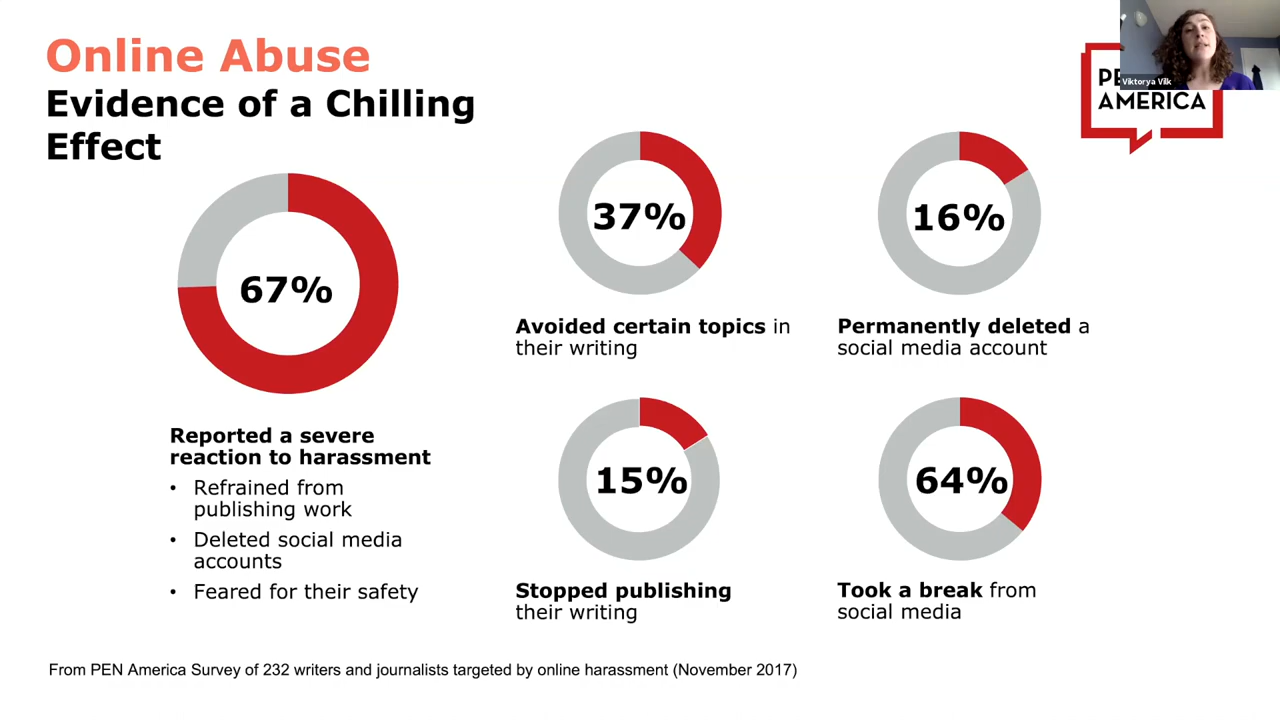 Online Abuse
Evidence of a Chilling
Effect
67%
Reported a severe
reaction to harassment
• Refrained from
publishing work
• Deleted social media
accounts
• Feared for their safety
37%
Avoided certain topics in
their writing
16%
Permanently deleted a
social media account
15%
Stopped publishing
their writing
64%
Took a break from
social media
From PEN America Survey of 232 writers and journalists targeted by online harassment (November 2017)
AMERICA
Viktorya Vilk